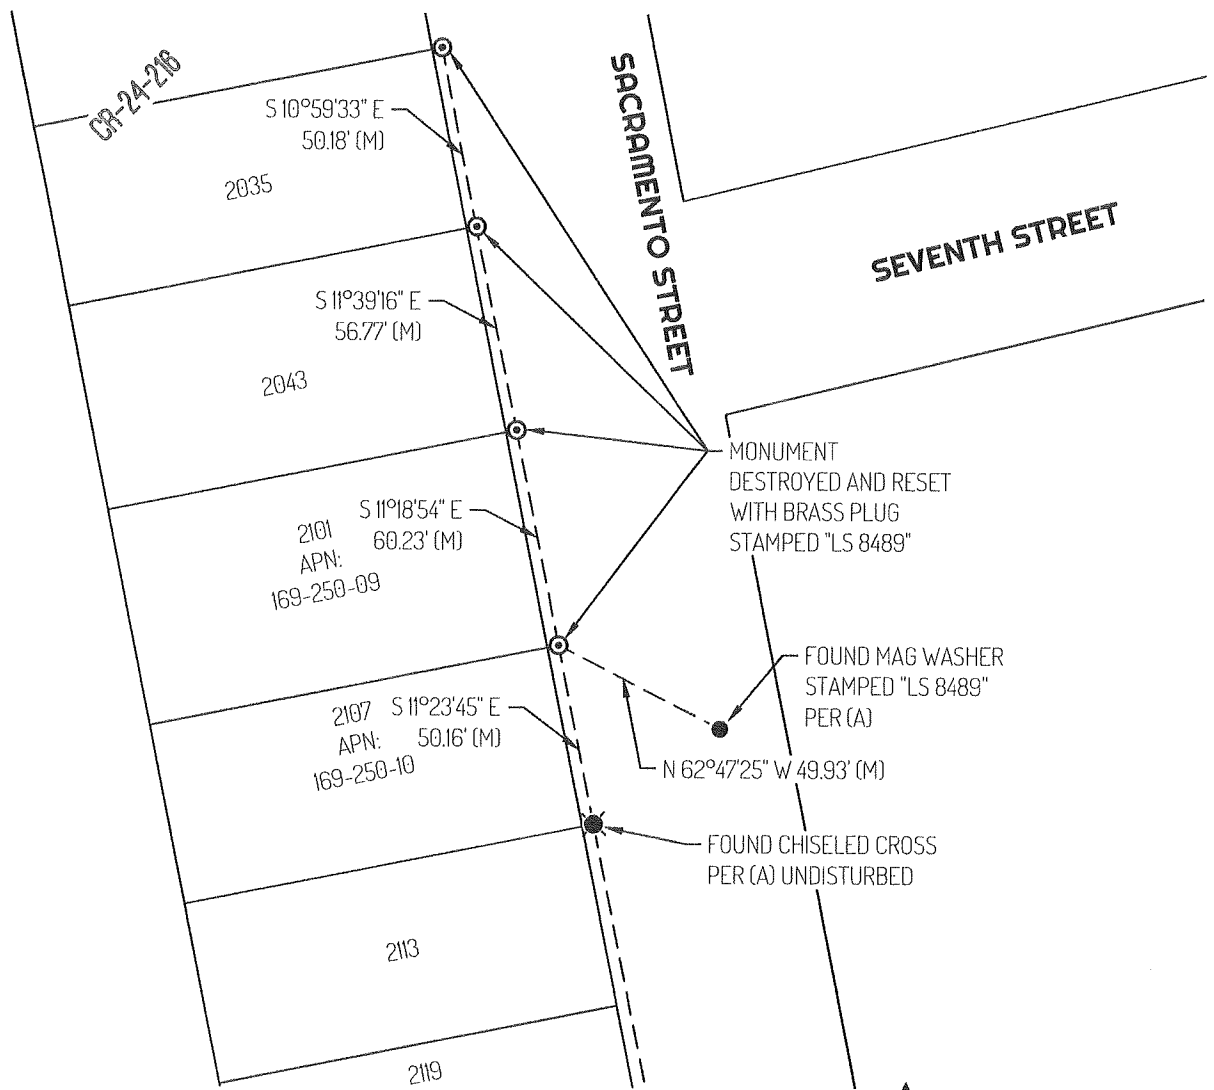 CR-24-216
SACRAMENTO STREET
S 10°59'33" E
50.18' (M)
2035
SEVENTH STREET
S 11°39'16" E
56.77' (M)
2043
MONUMENT
DESTROYED AND RESET
WITH BRASS PLUG
STAMPED "LS 8489"
S 11°18'54" E
60.23' (M)
2101
APN:
169-250-09
FOUND MAG WASHER
STAMPED "LS 8489"
PER (A)
S 11°23'45" E
50.16' (M)
2107
APN:
169-250-10
N 62°47'25" W 49.93' (M)
FOUND CHISELED CROSS
PER (A) UNDISTURBED
2113
2119